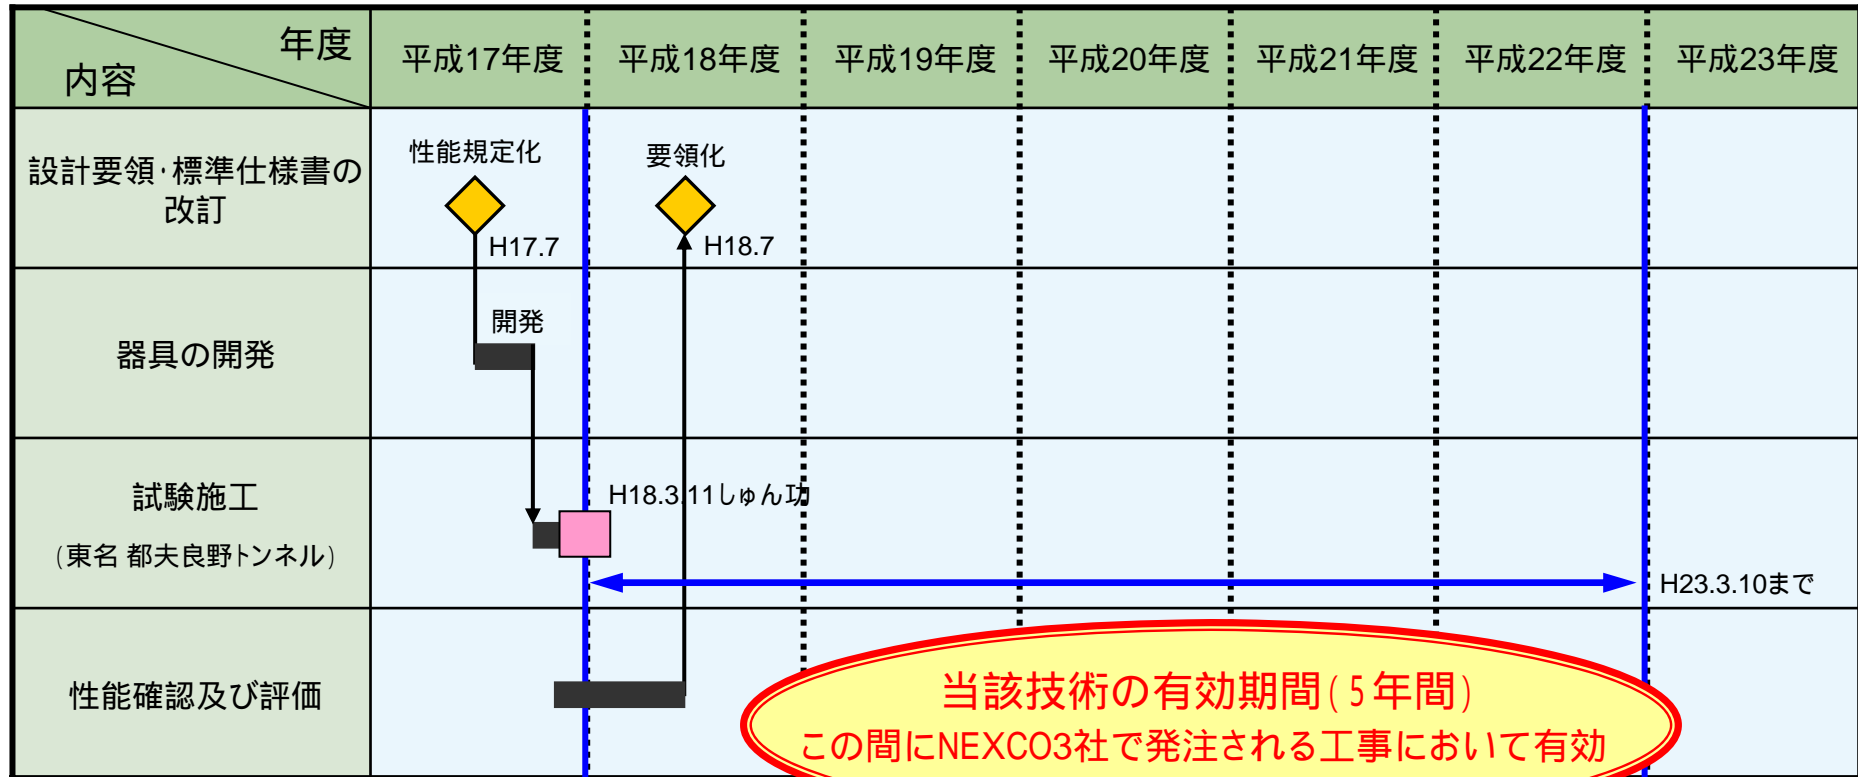 年度
内容
平成17年度
平成18年度
平成19年度
平成20年度
平成21年度
平成22年度
平成23年度
設計要領・標準仕様書の
改訂
性能規定化
H17.7
要領化
H18.7
器具の開発
開発
試験施工
(東名 都夫良野トンネル)
H18.3.11しゅん功
H23.3.10まで
性能確認及び評価
当該技術の有効期間(5年間)
この間にNEXCO3社で発注される工事において有効